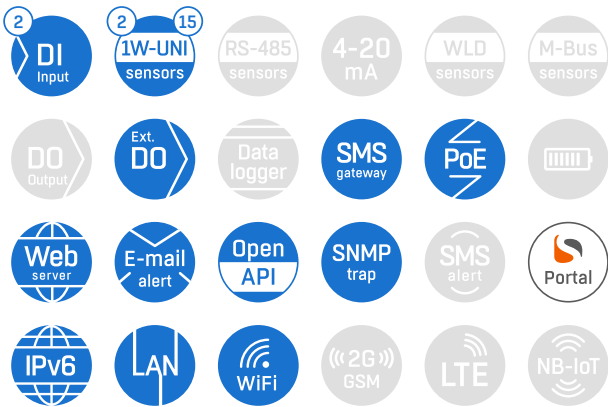 2 2 15
DI 1W-UNI RS-485 4-20 WLD M-Bus
Input sensors sensors mA sensors sensors
Ext.
DO DO Data SMS PoE
Output logger gateway
Web E-mail Open SNMP SMS
server alert API trap alert Portal
IPv6 LAN WiFi 2G GSM LTE NB-IoT